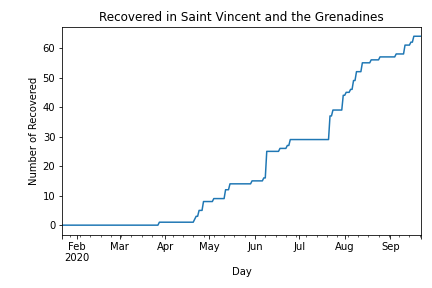 Recovered in Saint Vincent and the Grenadines
Number of Recovered
60
50
40
30
20
10
0
Feb Mar Apr May Jun Jul Aug Sep
2020
Day